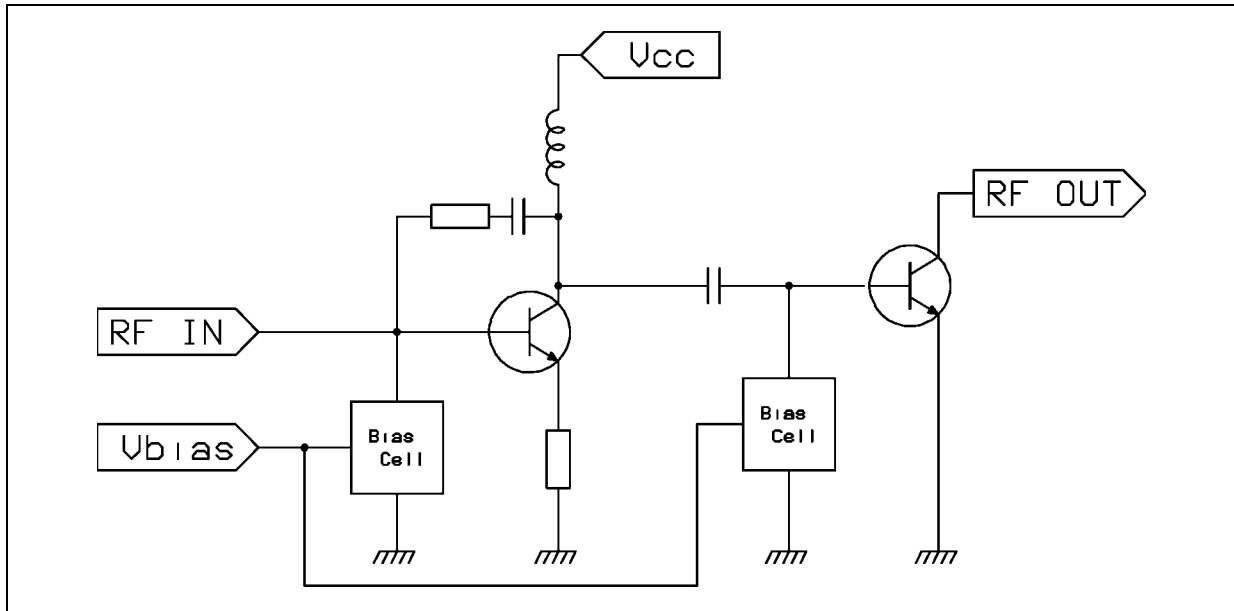 Vcc
RF OUT
RF IN
Bias
Cell
Vbias
Bias
Cell